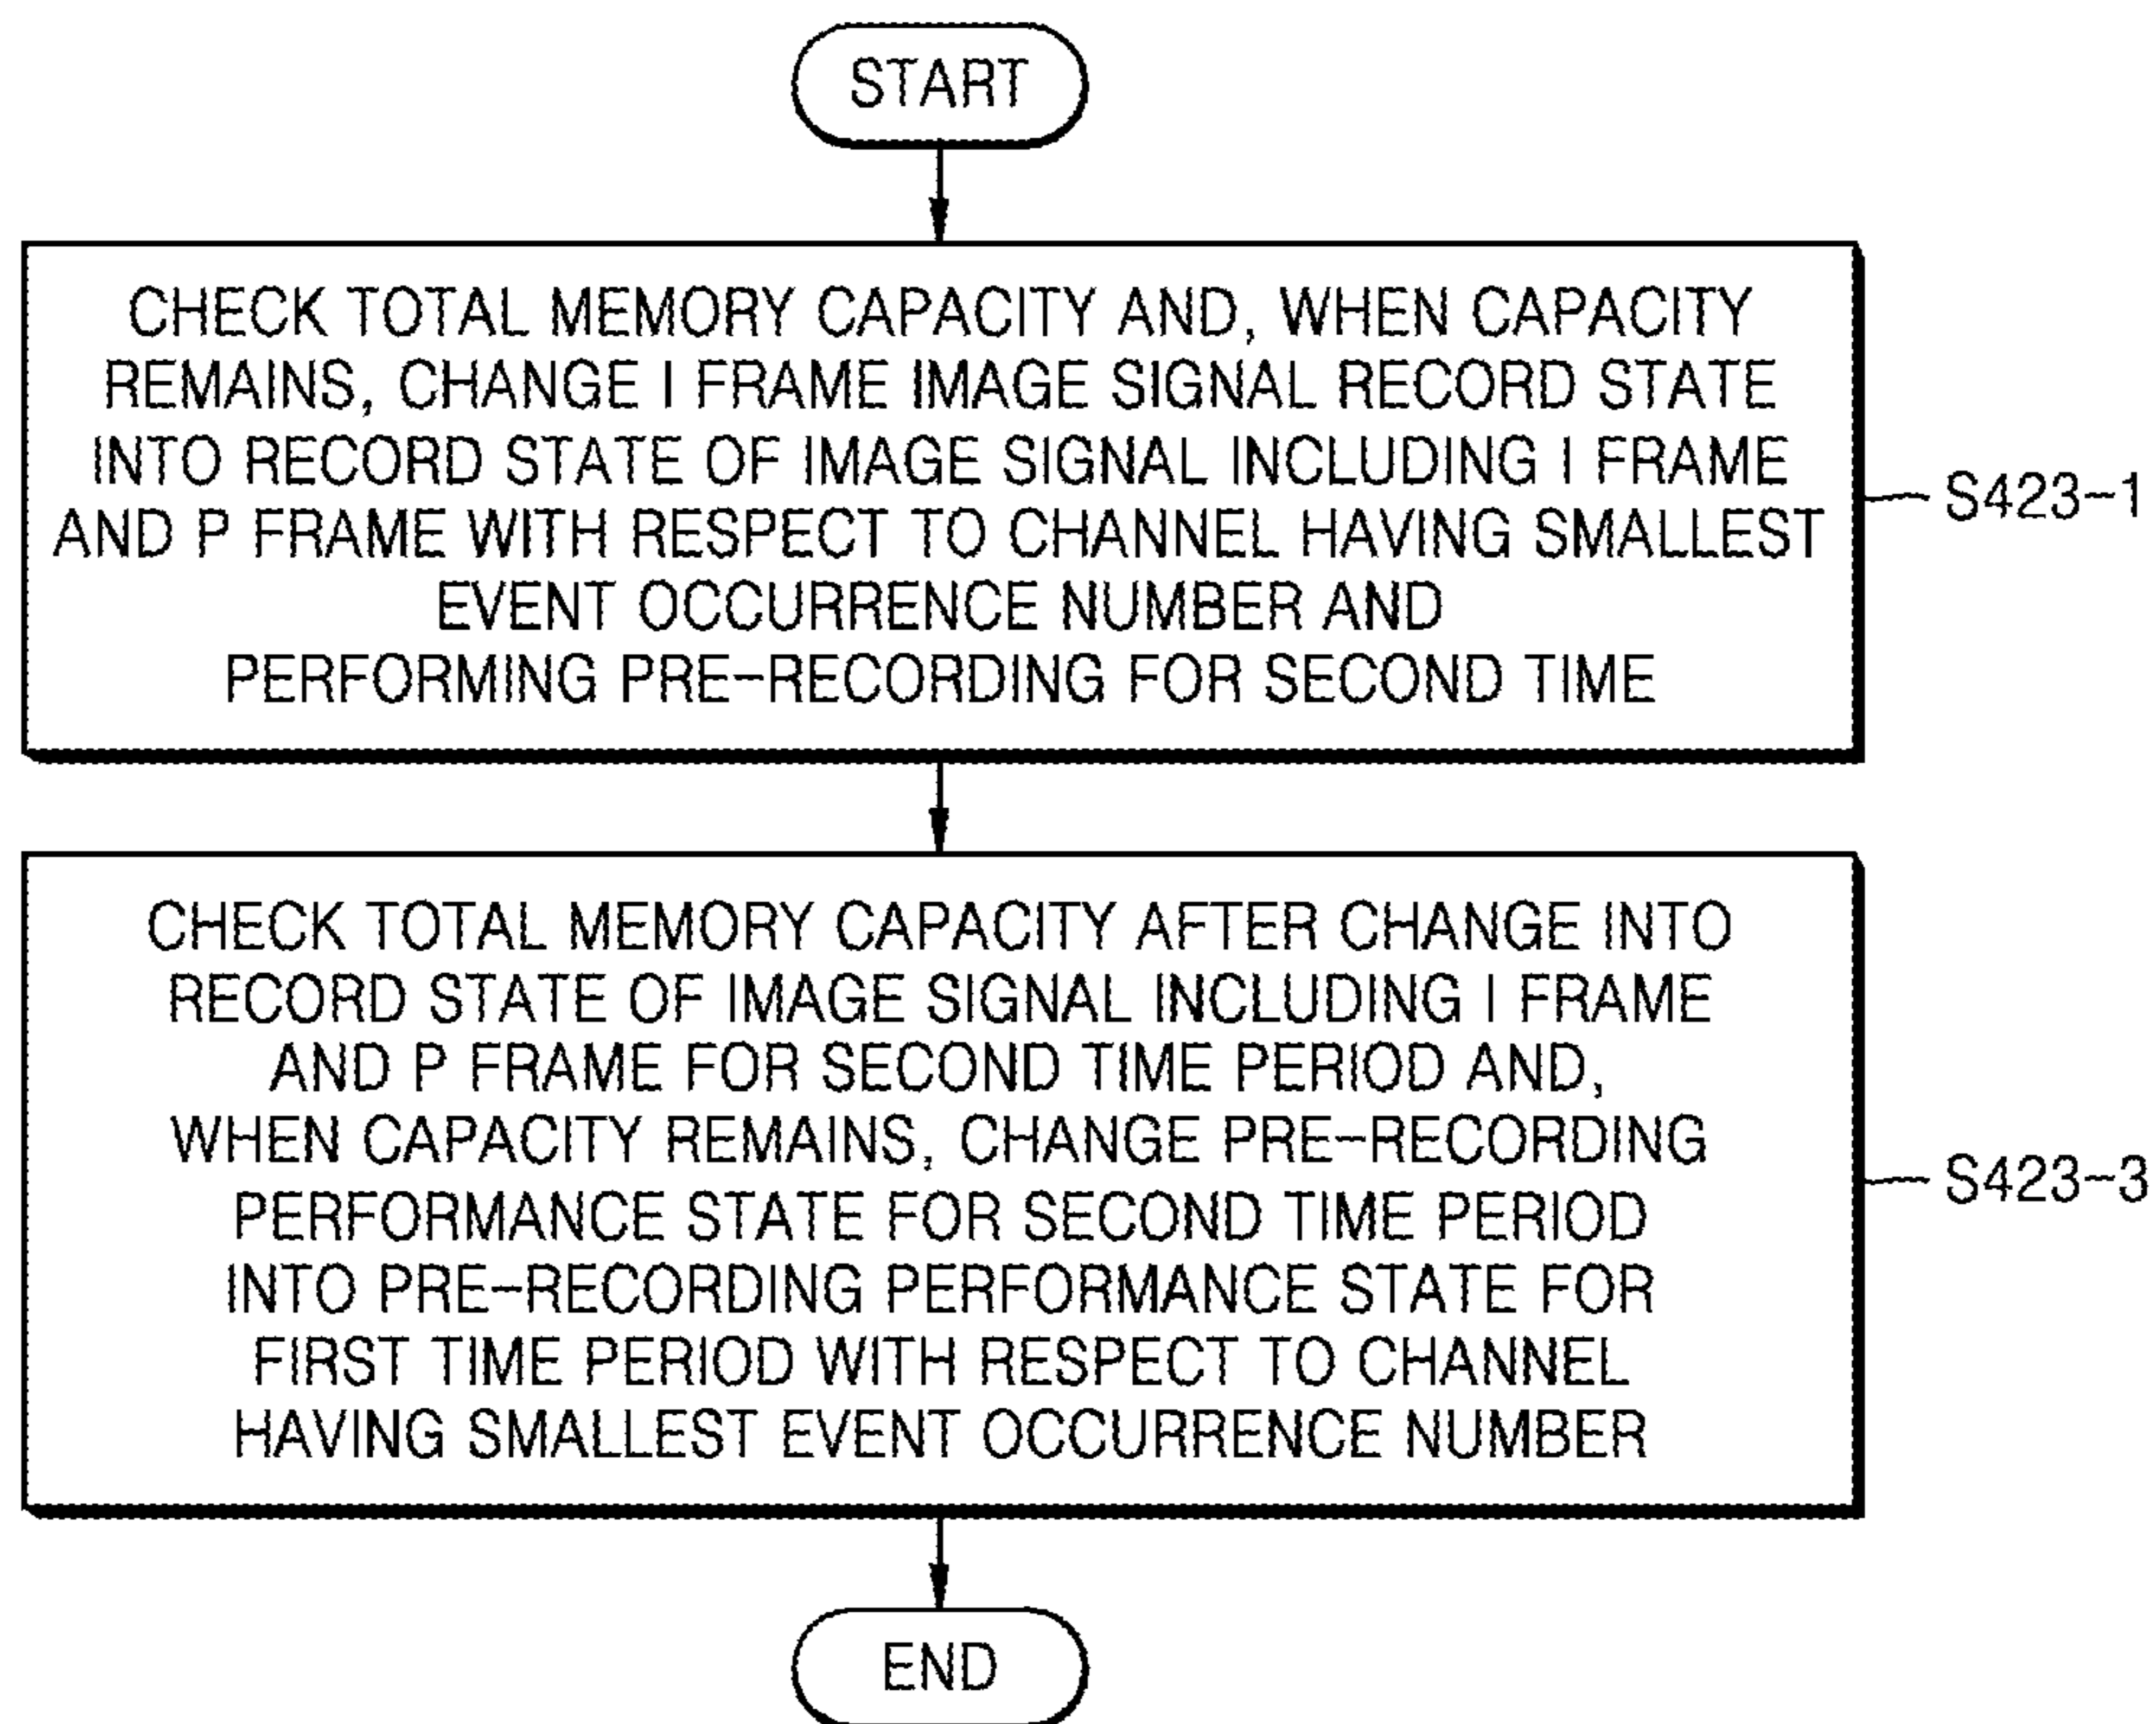 START
CHECK TOTAL MEMORY CAPACITY AND, WHEN CAPACITY
REMAINS, CHANGE I FRAME IMAGE SIGNAL RECORD STATE
INTO RECORD STATE OF IMAGE SIGNAL INCLUDING I FRAME
AND P FRAME WITH RESPECT TO CHANNEL HAVING SMALLEST
EVENT OCCURRENCE NUMBER AND
PERFORMING PRE-RECORDING FOR SECOND TIME
S423-1
CHECK TOTAL MEMORY CAPACITY AFTER CHANGE INTO
RECORD STATE OF IMAGE SIGNAL INCLUDING I FRAME
AND P FRAME FOR SECOND TIME PERIOD AND,
WHEN CAPACITY REMAINS, CHANGE PRE-RECORDING
PERFORMANCE STATE FOR SECOND TIME PERIOD
INTO PRE-RECORDING PERFORMANCE STATE FOR
FIRST TIME PERIOD WITH RESPECT TO CHANNEL
HAVING SMALLEST EVENT OCCURRENCE NUMBER
S423-3
END